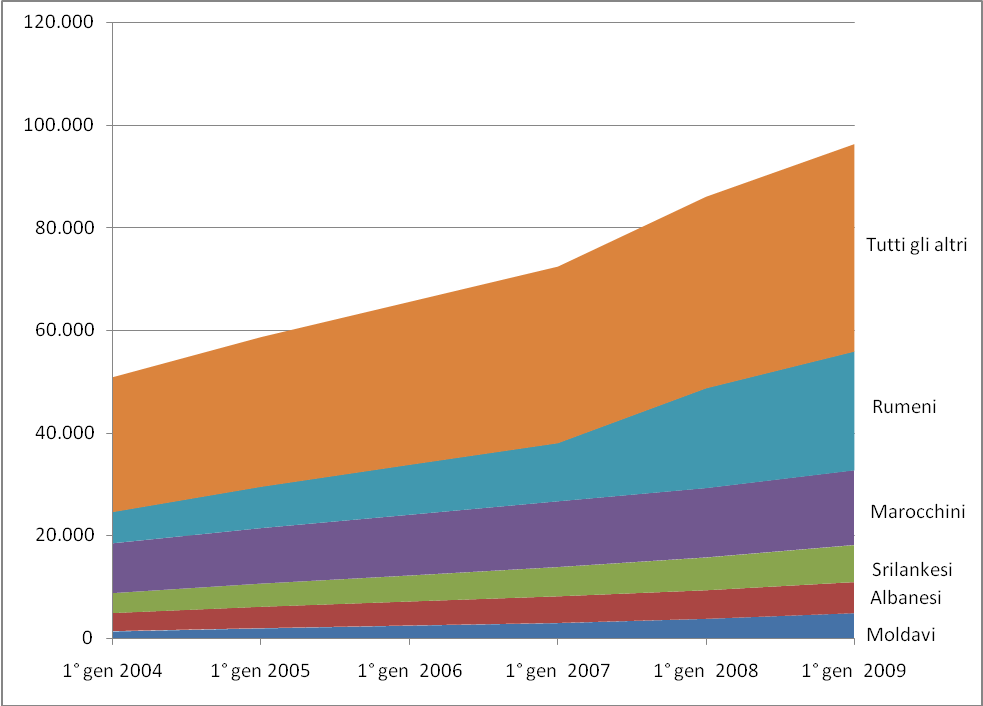 120.000
100.000
80.000
60.000
40.000
20.000
0
Tutti gli altri
Rumeni
Marocchini
Srilankesi
Albanesi
Moldavi
1° gen 2004 1° gen 2005 1° gen 2006 1° gen 2007 1° gen 2008 1° gen 2009